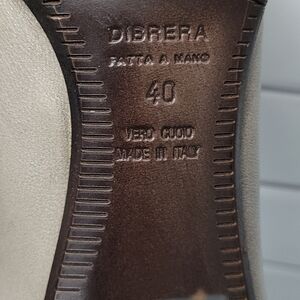 DIBRERA
FATTA A MANO
40
VERO CUOIO
MADE IN ITALY